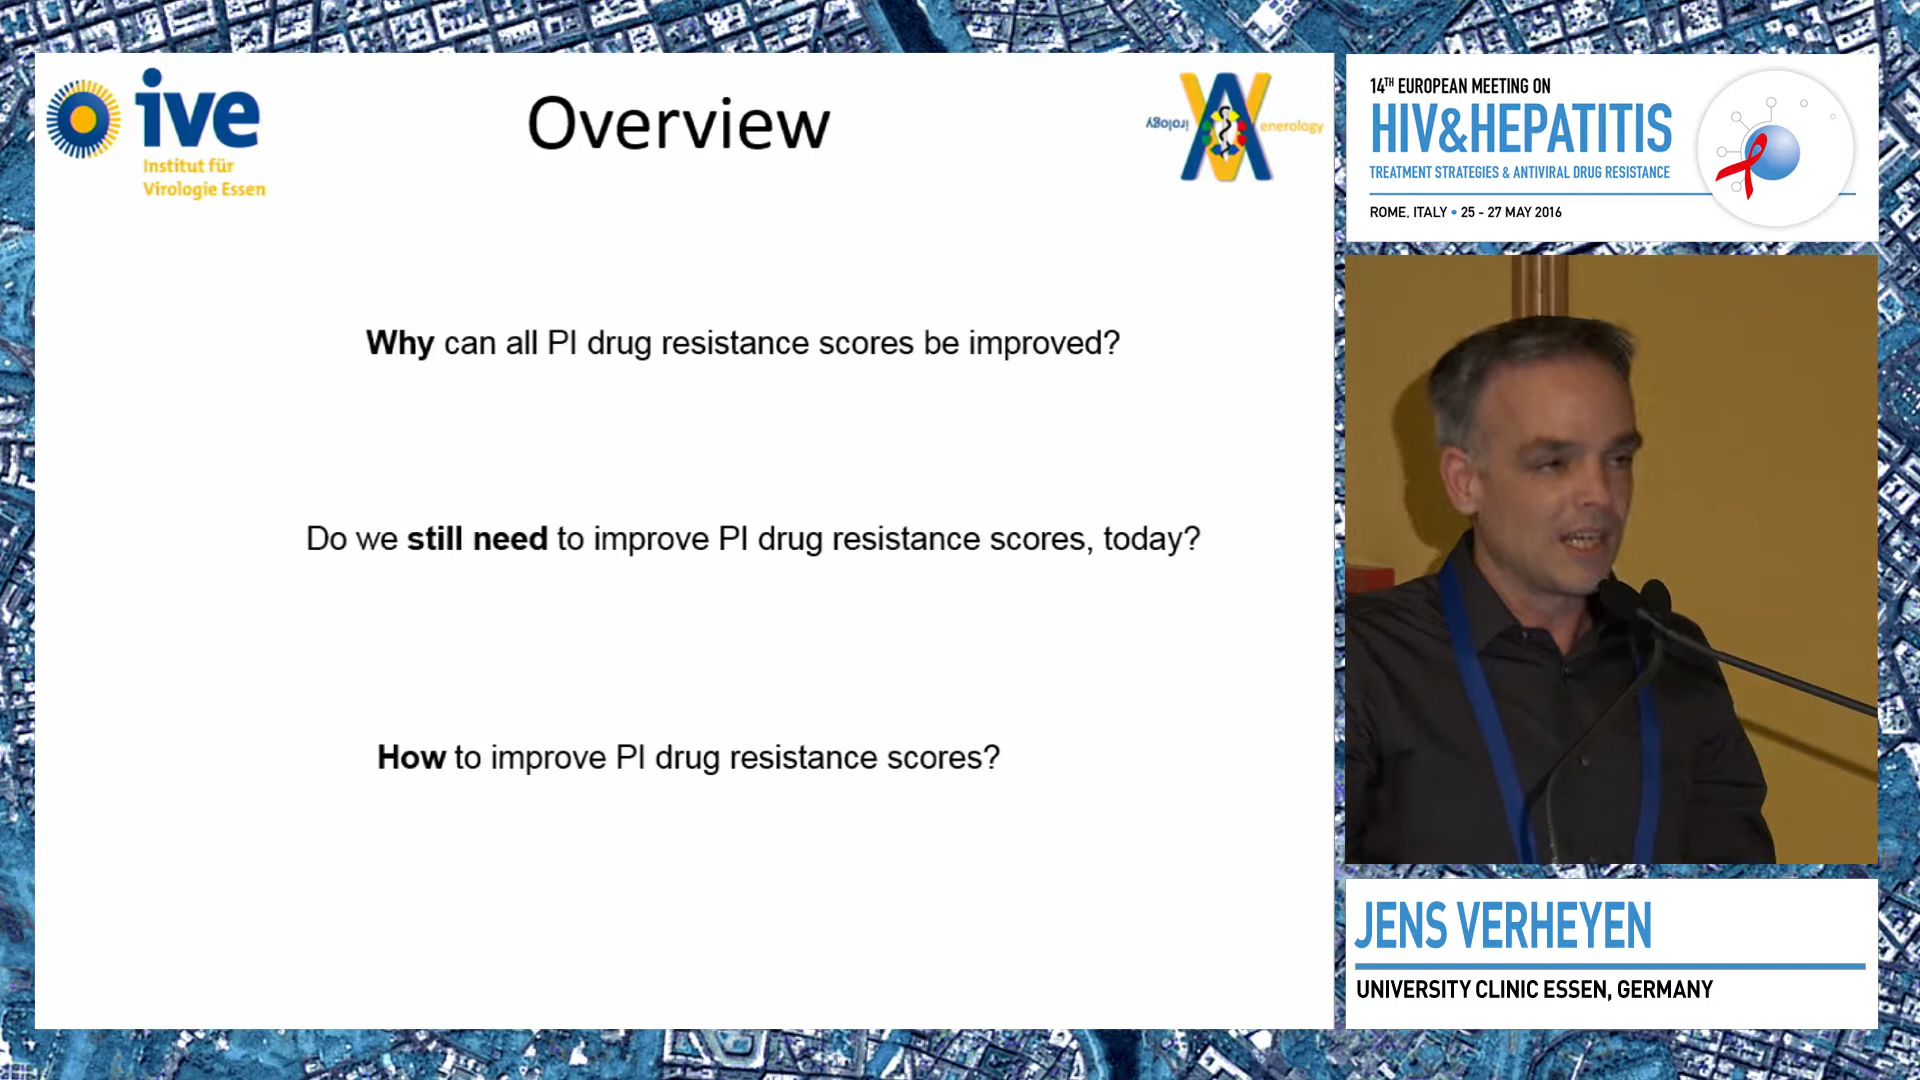 ive
Institut für
Virologie Essen
Overview
irology
enerology
Why can all PI drug resistance scores be improved?
Do we still need to improve PI drug resistance scores, today?
How to improve PI drug resistance scores?
14TH EUROPEAN MEETING ON
HIV&HEPATITIS
TREATMENT STRATEGIES & ANTIVIRAL DRUG RESISTANCE
ROME, ITALY • 25 - 27 MAY 2016
JENS VERHEYEN
UNIVERSITY CLINIC ESSEN, GERMANY